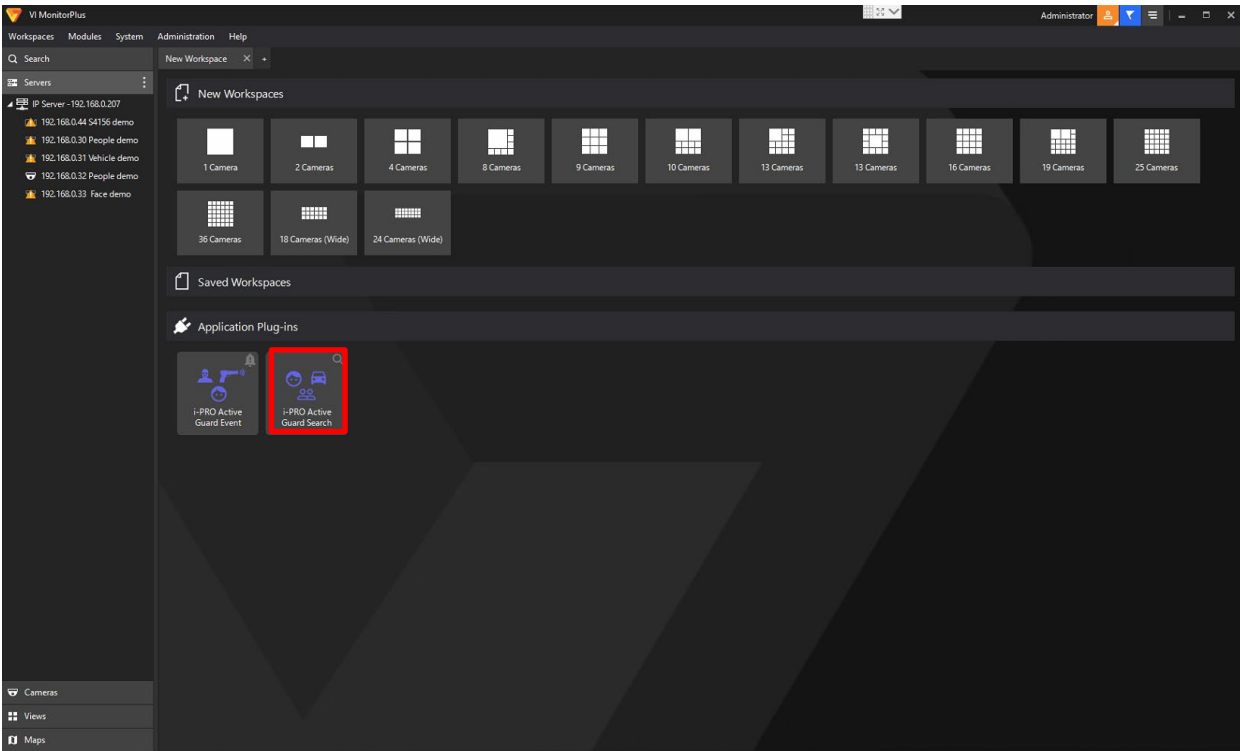 VI MonitorPlus
Administrator
Workspaces Modules System Administration Help
Search
New Workspace
Servers
IP Server -192.168.0.207
192.168.0.44 S4156 demo
192.168.0.30 People demo
192.168.0.31 Vehicle demo
192.168.0.32 People demo
192.168.0.33 Face demo
New Workspaces
1 Camera
2 Cameras
4 Cameras
8 Cameras
9 Cameras
10 Cameras
13 Cameras
13 Cameras
16 Cameras
19 Cameras
25 Cameras
36 Cameras
18 Cameras (Wide)
24 Cameras (Wide)
Saved Workspaces
Application Plug-ins
i-PRO Active
Guard Event
i-PRO Active
Guard Search
Cameras
Views
Maps